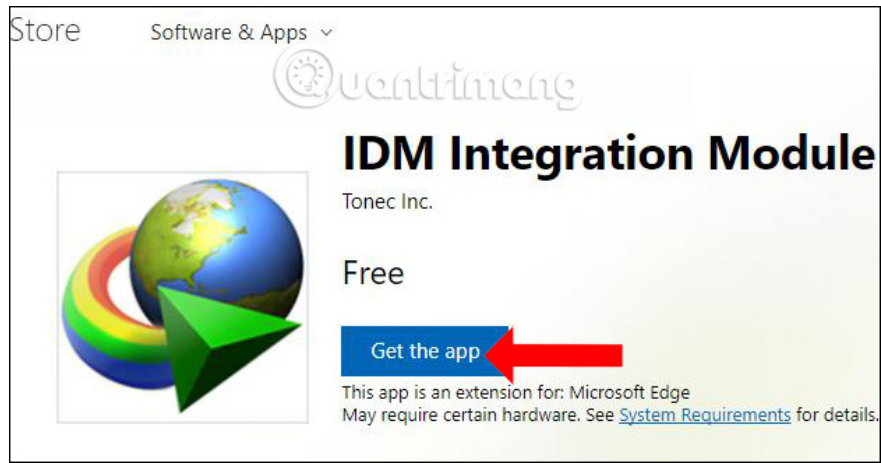 Store Software & Apps
Quantrimang
IDM Integration Module
Tonec Inc.
Free
Get the app
This app is an extension for: Microsoft Edge
May require certain hardware. See System Requirements for details.